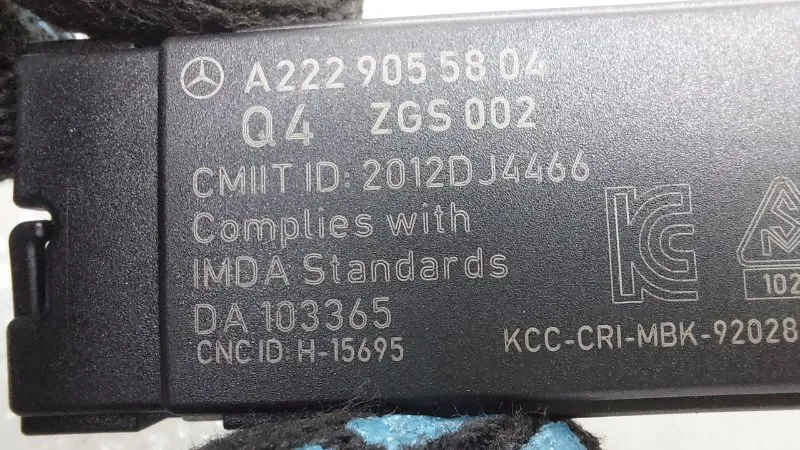 A222 905 58 04
Q4 ZGS 002
CMIIT ID: 2012DJ4466
Complies with
IMDA Standards
DA 103365
CNC ID: H-15695
KCC-CRI-MBK-92028
102